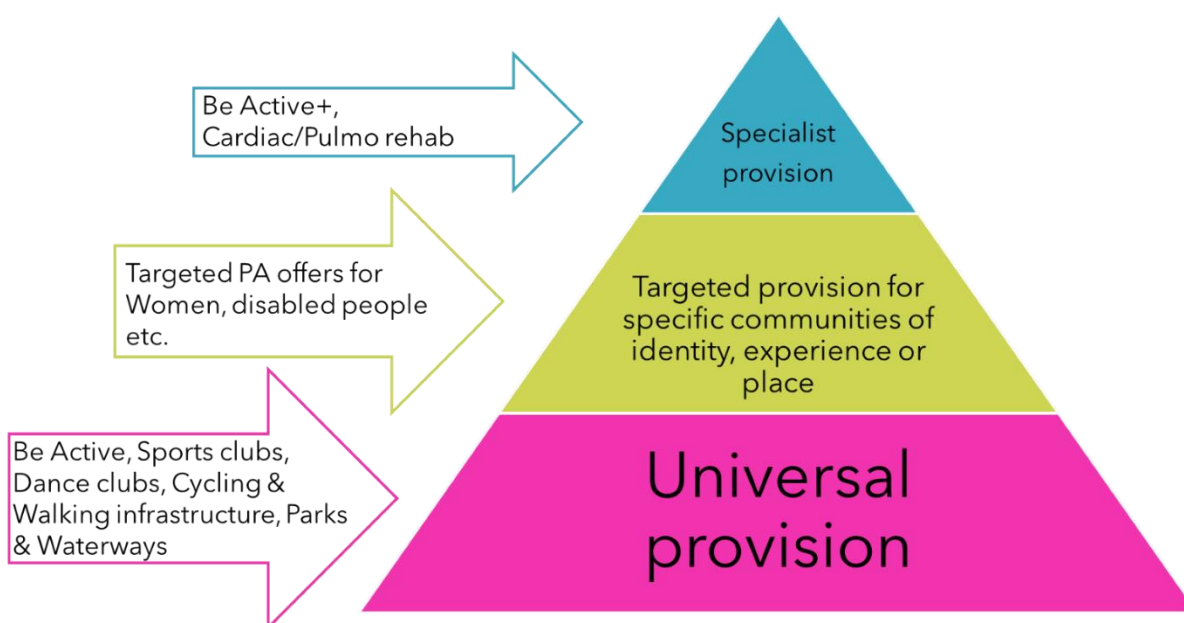 Be Active+,
Cardiac/Pulmo rehab
Specialist
provision
Targeted PA offers for
Women, disabled people
etc.
Targeted provision for
specific communities of
identity, experience or
place
Be Active, Sports clubs,
Dance clubs, Cycling &
Walking infrastructure, Parks
& Waterways
Universal
provision